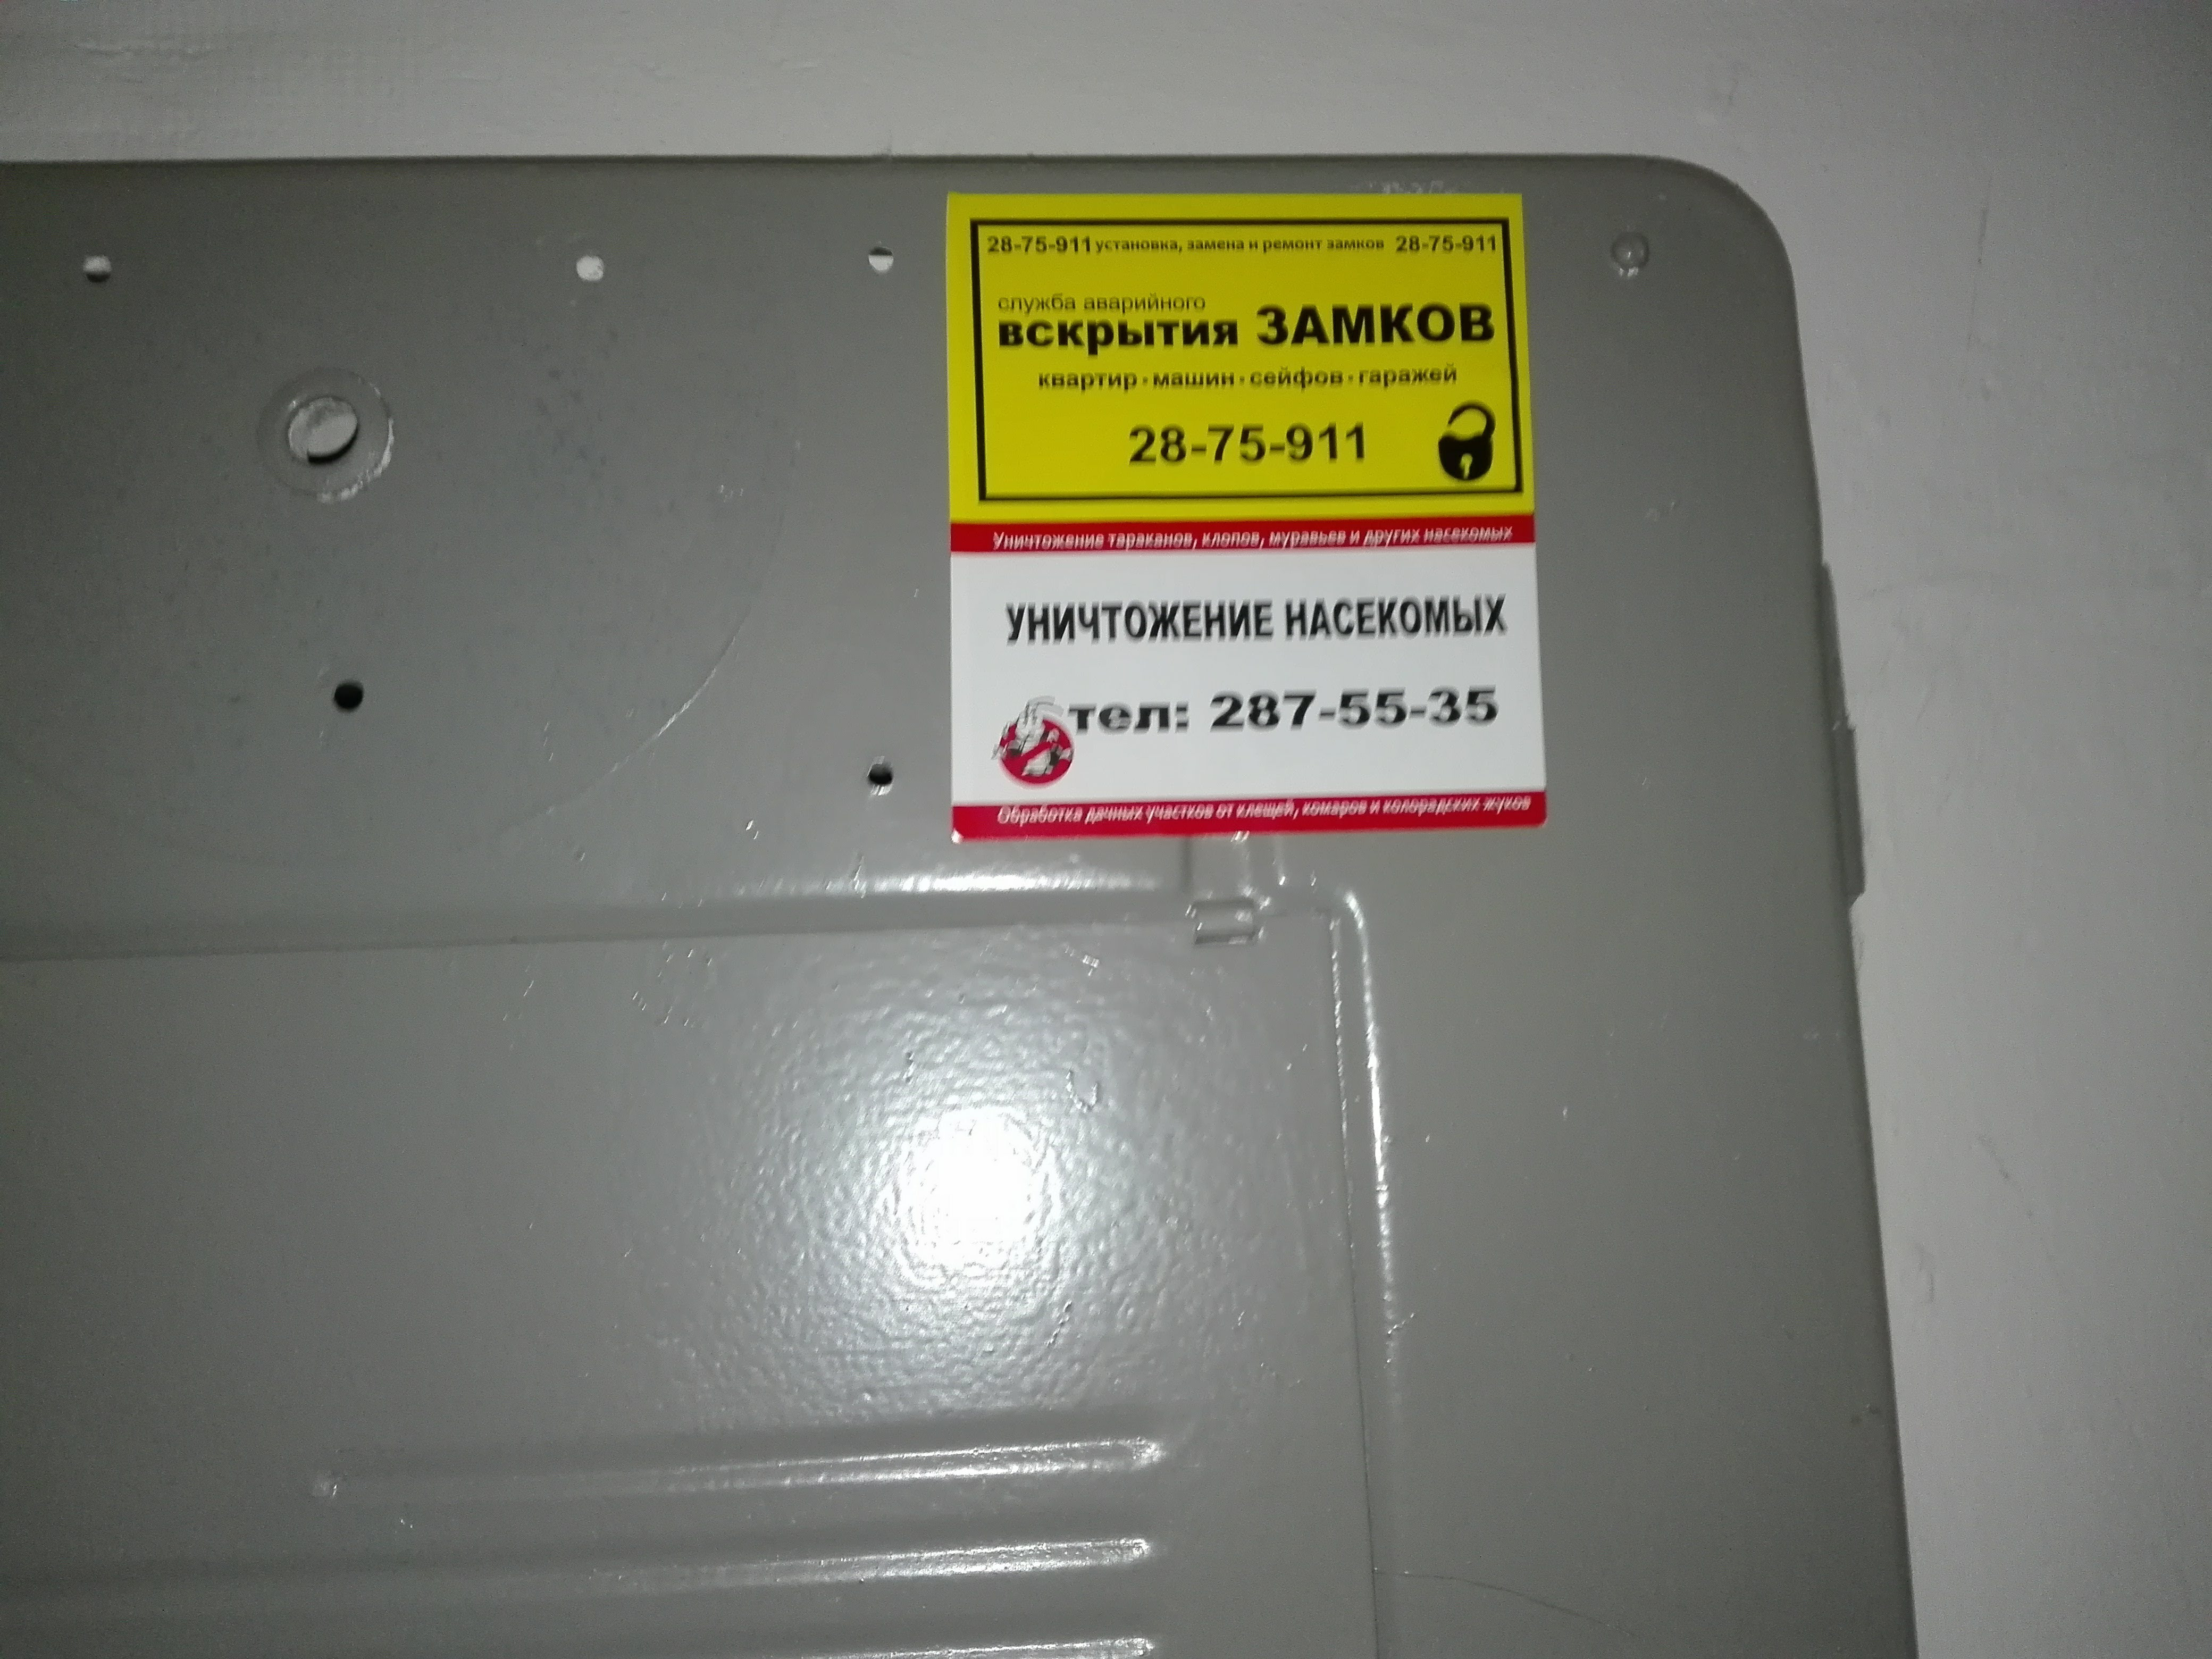 28-75-911 установка, замена и ремонт замков 28-75-911
служба аварийного
вскрытия ЗАМКОВ
квартир · машин · сейфов · гаражей
28-75-911
Уничтожение тараканов, клопов, муравьев и других насекомых
УНИЧТОЖЕНИЕ НАСЕКОМЫХ
тел: 287-55-35
Обработка дачных участков от клещей, комаров и колорадских жуков